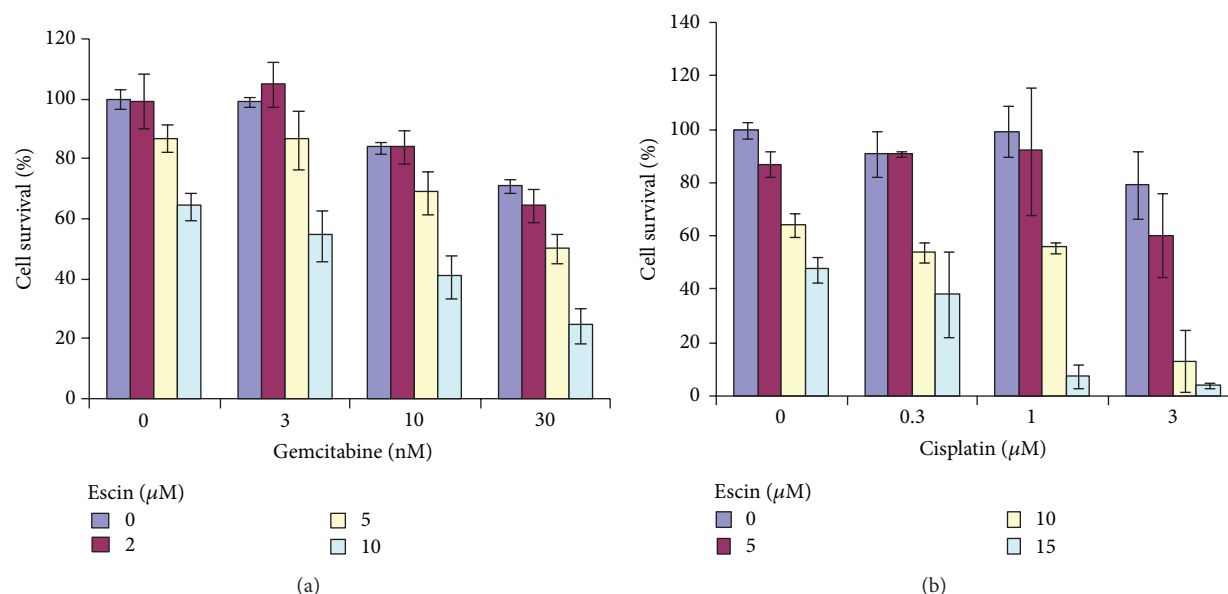 120
100
80
60
40
20
0
Cell survival (%)
0 3 10 30
Gemcitabine (nM)
Escin (μM)
0 5
2 10
(a)
140
120
100
80
60
40
20
0
Cell survival (%)
0 0.3 1 3
Cisplatin (μM)
Escin (μM)
0 10
5 15
(b)